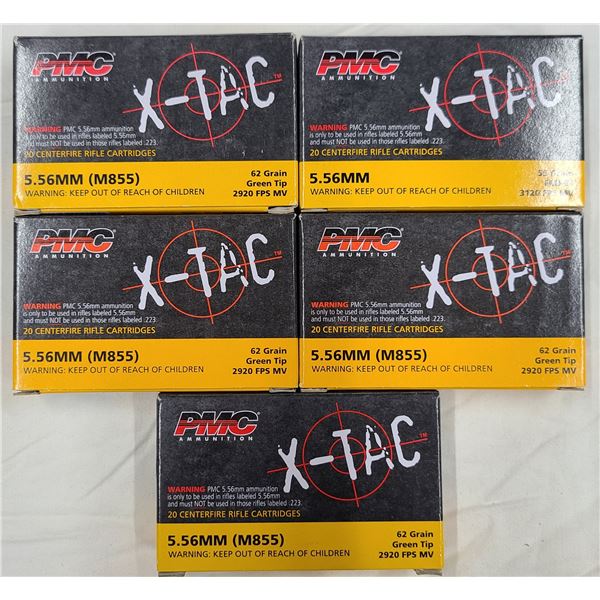 PMC
AMMUNITION
X-TAC™
WARNING PMC 5.56mm ammunition
is only to be used in rifles labeled 5.56mm
and must NOT be used in those rifles labeled .223.
20 CENTERFIRE RIFLE CARTRIDGES
5.56MM (M855)
WARNING: KEEP OUT OF REACH OF CHILDREN
62 Grain
Green Tip
2920 FPS MV
PMC
AMMUNITION
X-TAC™
WARNING PMC 5.56mm ammunition
is only to be used in rifles labeled 5.56mm
and must NOT be used in those rifles labeled .223.
20 CENTERFIRE RIFLE CARTRIDGES
5.56MM
WARNING: KEEP OUT OF REACH OF CHILDREN
55 Grain
3120 FPS MV
PMC
AMMUNITION
X-TAC™
WARNING PMC 5.56mm ammunition
is only to be used in rifles labeled 5.56mm
and must NOT be used in those rifles labeled .223.
20 CENTERFIRE RIFLE CARTRIDGES
5.56MM (M855)
WARNING: KEEP OUT OF REACH OF CHILDREN
62 Grain
Green Tip
2920 FPS MV
PMC
AMMUNITION
X-TAC™
WARNING PMC 5.56mm ammunition
is only to be used in rifles labeled 5.56mm
and must NOT be used in those rifles labeled .223.
20 CENTERFIRE RIFLE CARTRIDGES
5.56MM (M855)
WARNING: KEEP OUT OF REACH OF CHILDREN
62 Grain
Green Tip
2920 FPS MV
PMC
AMMUNITION
X-TAC™
WARNING PMC 5.56mm ammunition
is only to be used in rifles labeled 5.56mm
and must NOT be used in those rifles labeled .223.
20 CENTERFIRE RIFLE CARTRIDGES
5.56MM (M855)
WARNING: KEEP OUT OF REACH OF CHILDREN
62 Grain
Green Tip
2920 FPS MV